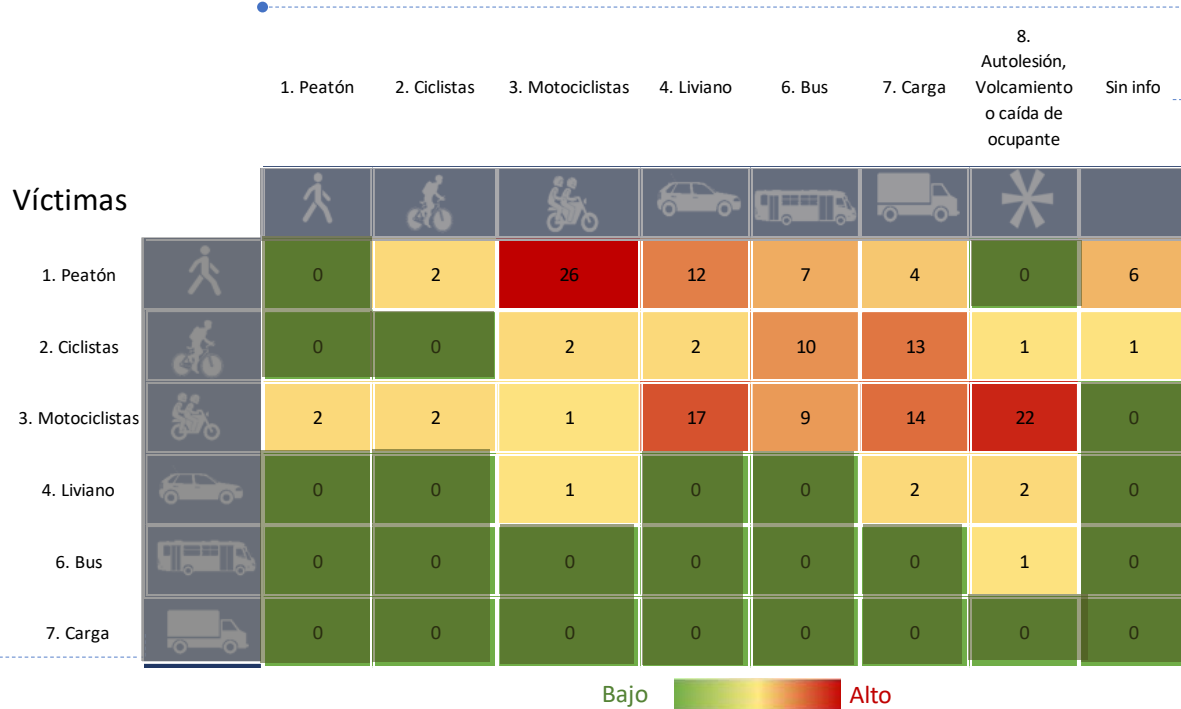 1. Peatón 2. Ciclistas 3. Motociclistas 4. Liviano 6. Bus 7. Carga
8.
Autolesión,
Volcamiento
o caída de
ocupante
Sin info
Víctimas
1. Peatón 0 2 26 12 7 4 0 6
2. Ciclistas 0 0 2 2 10 13 1 1
3. Motociclistas 2 2 1 17 9 14 22 0
4. Liviano 0 0 1 0 0 2 2 0
6. Bus 0 0 0 0 0 0 1 0
7. Carga 0 0 0 0 0 0 0 0
Bajo Alto